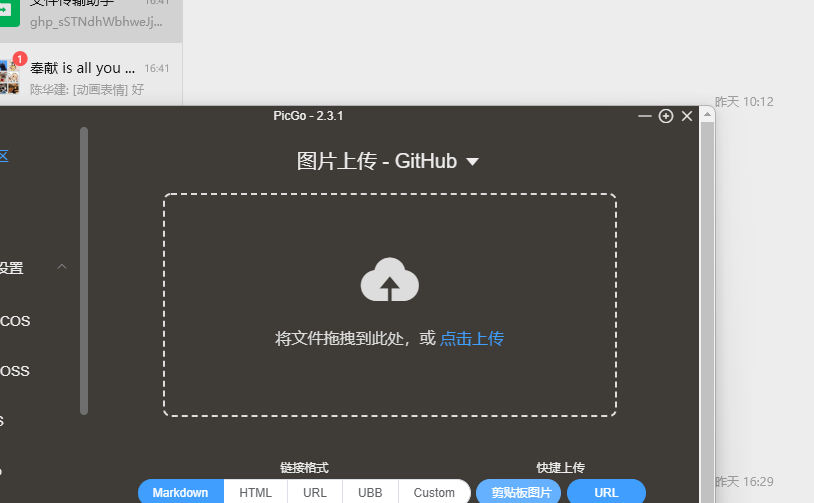 文件传输助手 16:41
ghp_sSTNdhWbhweJj...
1
奉献 is all you ... 16:41
陈华建: [动画表情] 好
昨天 10:12
PicGo - 2.3.1
区
图片上传 - GitHub
设置
COS
将文件拖拽到此处，或 点击上传
OSS
S
链接格式
快捷上传
昨天 16:29
Markdown HTML URL UBB Custom 剪贴板图片 URL